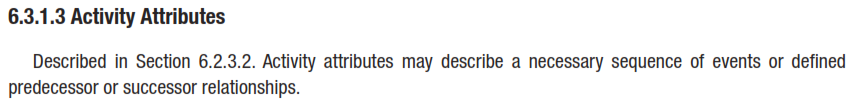 6.3.1.3 Activity Attributes
Described in Section 6.2.3.2. Activity attributes may describe a necessary sequence of events or defined
predecessor or successor relationships.